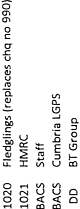 1020 Fledglings (replaces chq no 990)
1021 HMRC
BACS Staff
BACS Cumbria LGPS
DD BT Group